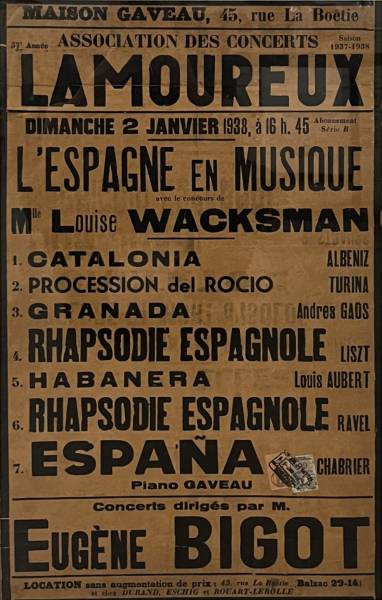 MAISON GAVEAU, 45, rue La Boëtie
57e Année ASSOCIATION DES CONCERTS Saison 1937-1938
LAMOUREUX
DIMANCHE 2 JANVIER 1938, à 16 h. 45 Abonnement Série B
L'ESPAGNE EN MUSIQUE
avec le concours de
Mlle Louise WACKSMAN
1. CATALONIA ALBENIZ
2. PROCESSION del ROCIO TURINA
3. GRANADA Andres GAOS
4. RHAPSODIE ESPAGNOLE LISZT
5. HABANERA Louis AUBERT
6. RHAPSODIE ESPAGNOLE RAVEL
7. ESPAÑA CHABRIER
Piano GAVEAU
Concerts dirigés par M.
EUGÈNE BIGOT
LOCATION sans augmentation de prix : 45, rue La Boëtie (Balzac 29-14)
et chez DURAND, ESCHIG et ROUART-LEROLLE